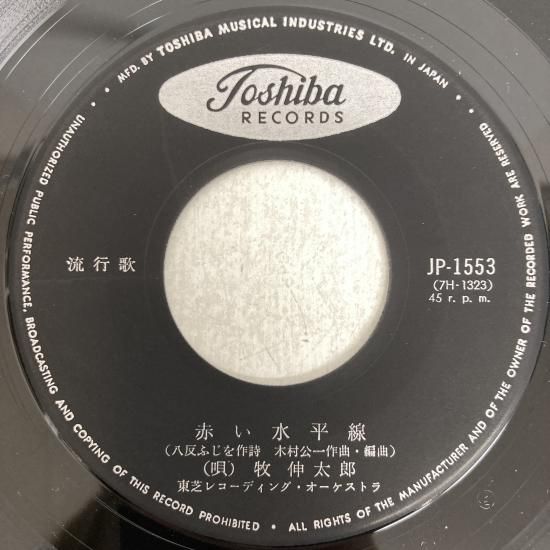 MFD. BY TOSHIBA MUSICAL INDUSTRIES LTD. IN JAPAN
Toshiba
RECORDS
流行歌
JP-1553
(7H-1323)
45 r. p. m.
赤い水平線
(八反ふじを作詩 木村公一作曲・編曲)
(唄) 牧伸太郎
東芝レコーディング・オーケストラ
UNAUTHORIZED PUBLIC PERFORMANCE, BROADCASTING AND COPYING OF THIS RECORD PROHIBITED • ALL RIGHTS OF THE MANUFACTURER AND OF THE OWNER OF THE RECORDED WORK ARE RESERVED